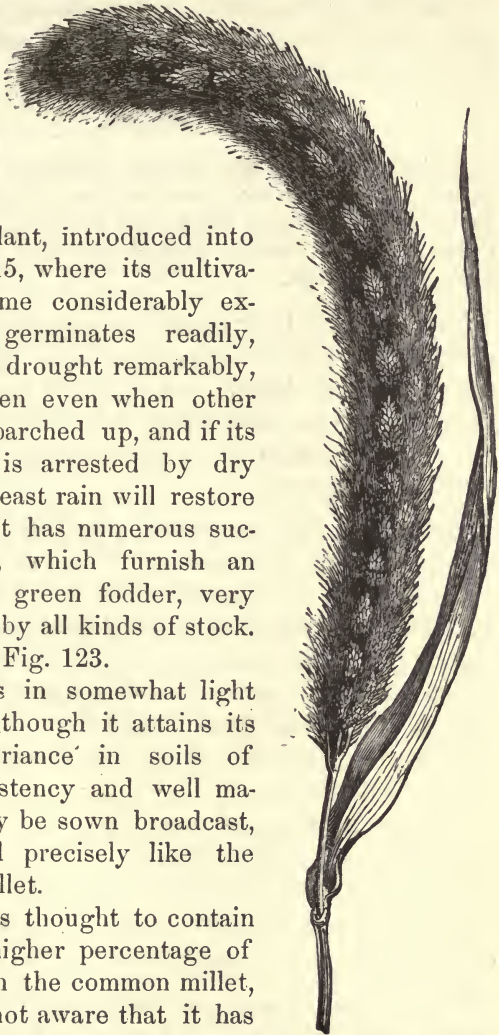 lant, introduced into
15, where its cultiva-
me considerably ex-
germinates readily,
drought remarkably,
en even when other
parched up, and if its
is arrested by dry
east rain will restore
t has numerous suc-
, which furnish an
green fodder, very
by all kinds of stock.
Fig. 123.
s in somewhat light
though it attains its
riance in soils of
stency and well ma-
y be sown broadcast,
l precisely like the
llet.
s thought to contain
higher percentage of
n the common millet,
not aware that it has